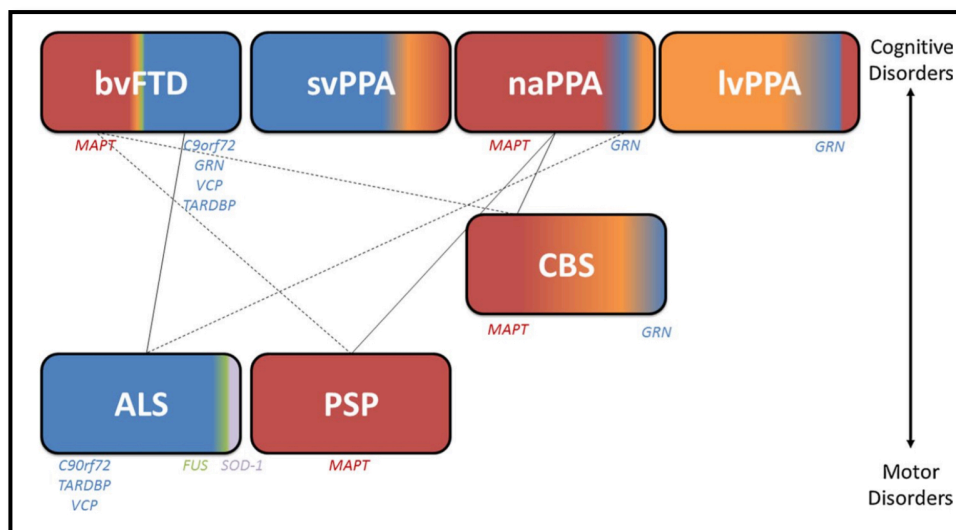 bvFTD
svPPA
naPPA
lvPPA
Cognitive
Disorders
MAPT
C9orf72
GRN
VCP
TARDBP
MAPT
GRN
GRN
CBS
MAPT
GRN
ALS
PSP
C90rf72
TARDBP
VCP
FUS
SOD-1
MAPT
Motor
Disorders